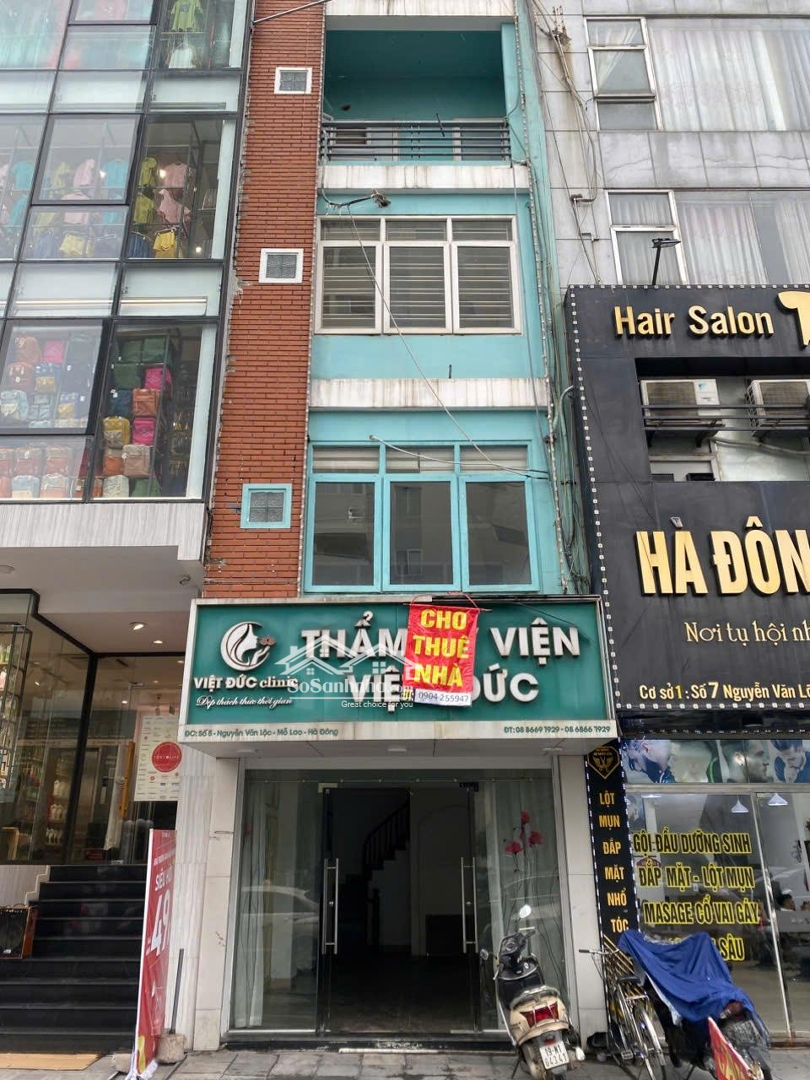 Hair Salon
HÀ ĐÔN
Nơi tụ hội
Cơ sở 1 : Số 7 Nguyễn Văn
VIỆT ĐỨC clinic
Đẹp thách thức thời gian
THẨM VIỆN
VIỆ ĐỨC
CHO
THUÊ
NHÀ
0904 255947
SoSanhNha
Great choice for you
ĐC: Số 8 - Nguyễn Văn Lộc - Mỗ Lao - Hà Đông
ĐT: 08 8669 1929 - 08 6866 1929
LỘT
MỤN
ĐẮP
MẶT
NHỔ
TÓC
GỘI ĐẦU DƯỠNG SINH
ĐẮP MẶT - LỘT MỤN
MASAGE CỔ VAI GÁY
SÂU
SIÊU
49